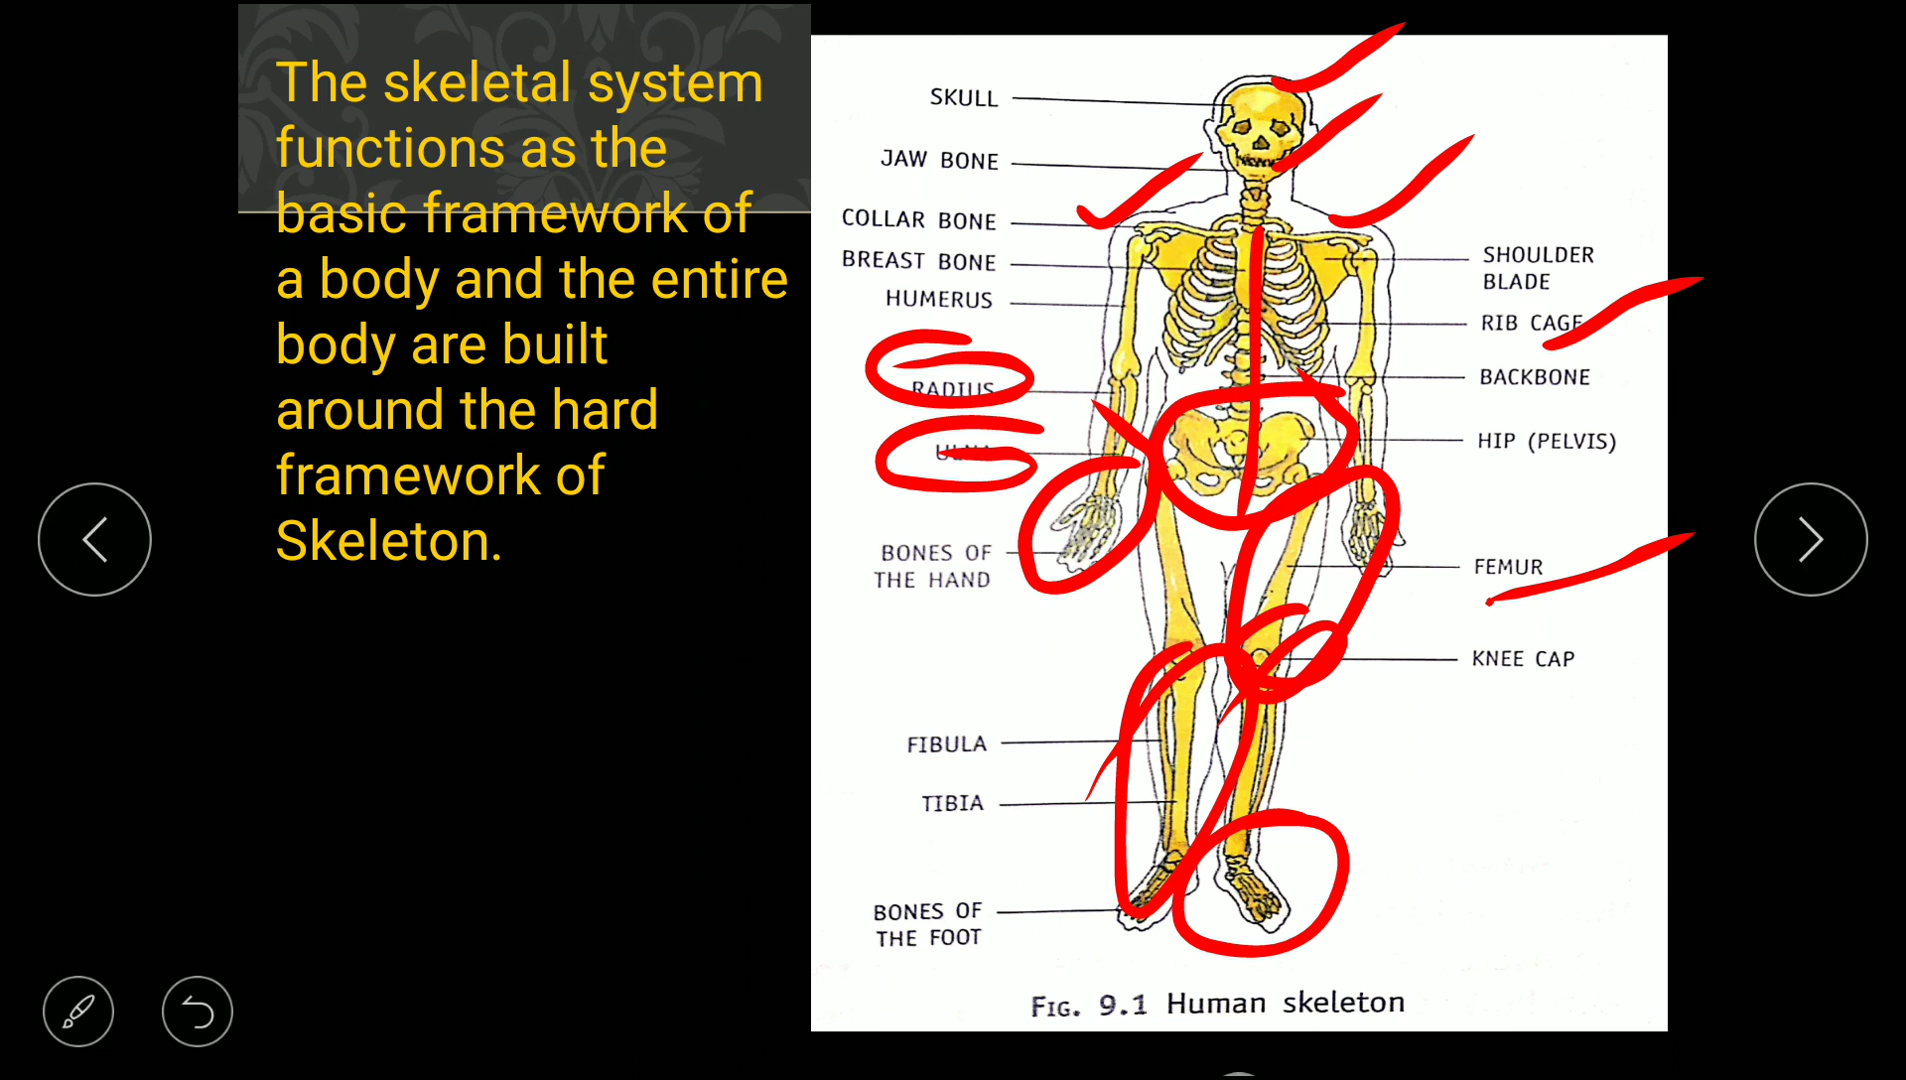 The skeletal system
functions as the
basic framework of
a body and the entire
body are built
around the hard
framework of
Skeleton.
SKULL
JAW BONE
COLLAR BONE
BREAST BONE
HUMERUS
RADIUS
ULNA
BONES OF
THE HAND
FIBULA
TIBIA
BONES OF
THE FOOT
SHOULDER
BLADE
RIB CAGE
BACKBONE
HIP (PELVIS)
FEMUR
KNEE CAP
FIG. 9.1 Human skeleton